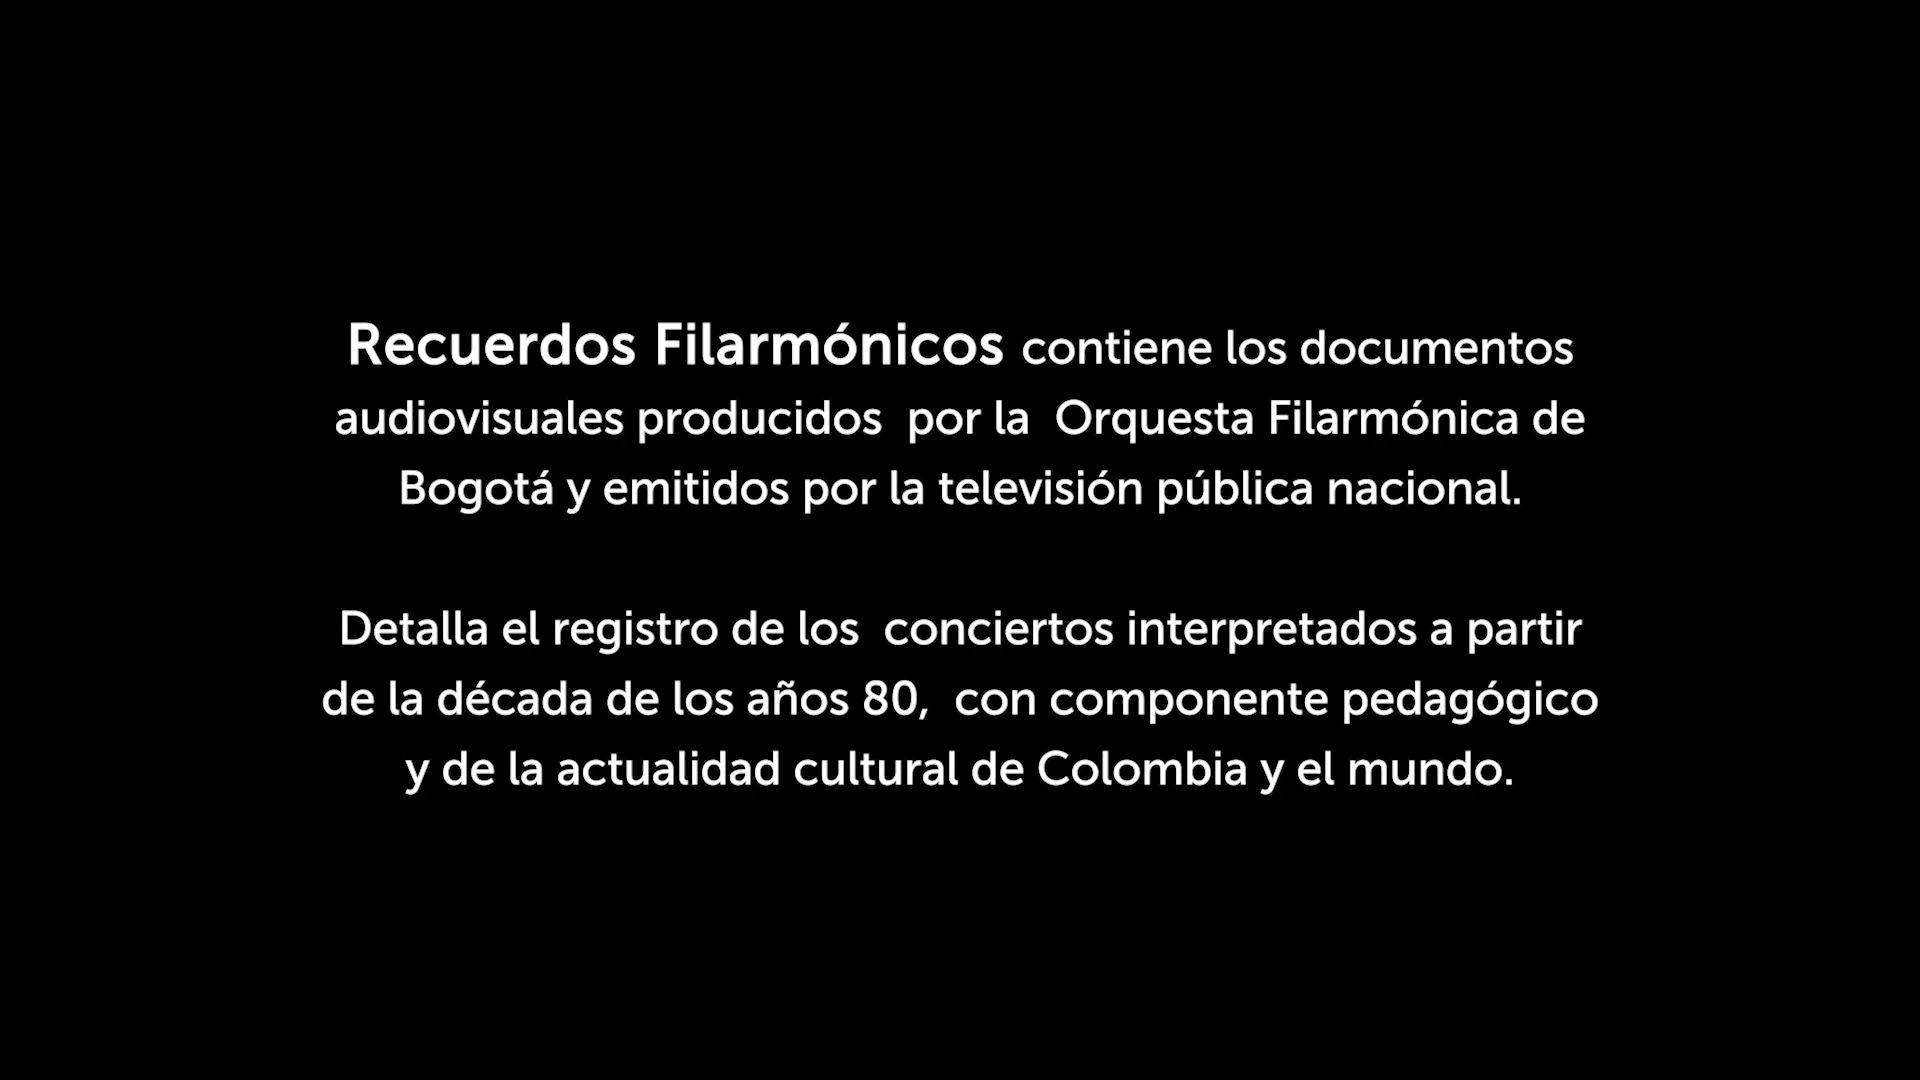 Recuerdos Filarmónicos contiene los documentos
audiovisuales producidos por la Orquesta Filarmónica de
Bogotá y emitidos por la televisión pública nacional.
Detalla el registro de los conciertos interpretados a partir
de la década de los años 80, con componente pedagógico
y de la actualidad cultural de Colombia y el mundo.